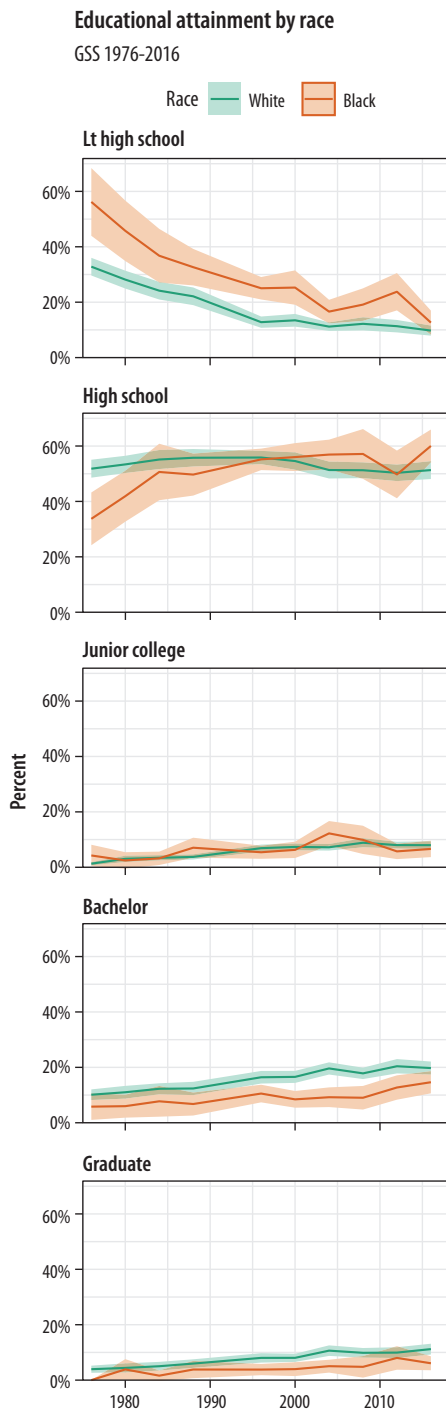 Educational attainment by race
GSS 1976-2016
Race White Black
Lt high school
60%
40%
20%
0%
High school
60%
40%
20%
0%
Junior college
60%
40%
20%
0%
Percent
Bachelor
60%
40%
20%
0%
Graduate
60%
40%
20%
0%
1980 1990 2000 2010